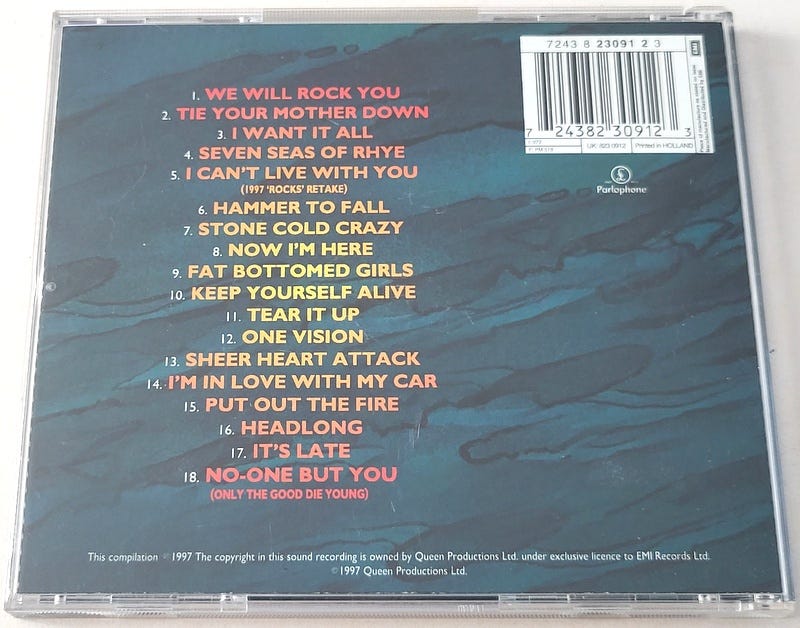 7243 8 23091 2 3
EMI
7 24382 30912 3
UK: 823 0912
Printed in HOLLAND
Parlophone
1. WE WILL ROCK YOU
2. TIE YOUR MOTHER DOWN
3. I WANT IT ALL
4. SEVEN SEAS OF RHYE
5. I CAN'T LIVE WITH YOU
(1997 'ROCKS' RETAKE)
6. HAMMER TO FALL
7. STONE COLD CRAZY
8. NOW I'M HERE
9. FAT BOTTOMED GIRLS
10. KEEP YOURSELF ALIVE
11. TEAR IT UP
12. ONE VISION
13. SHEER HEART ATTACK
14. I'M IN LOVE WITH MY CAR
15. PUT OUT THE FIRE
16. HEADLONG
17. IT'S LATE
18. NO-ONE BUT YOU
(ONLY THE GOOD DIE YOUNG)
This compilation ℗ 1997 The copyright in this sound recording is owned by Queen Productions Ltd. under exclusive licence to EMI Records Ltd.
© 1997 Queen Productions Ltd.